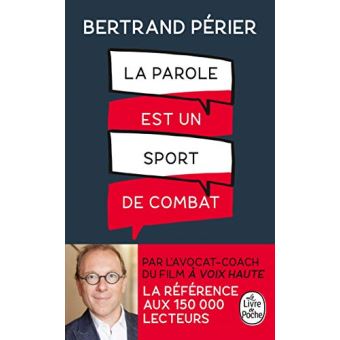 BERTRAND PÉRIER
LA PAROLE
EST UN
SPORT
DE COMBAT
PAR L'AVOCAT-COACH
DU FILM À VOIX HAUTE
LA RÉFÉRENCE
AUX 150 000
LECTEURS
Le Livre
de Poche